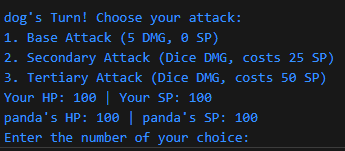 dog's Turn! Choose your attack:
1. Base Attack (5 DMG, 0 SP)
2. Secondary Attack (Dice DMG, costs 25 SP)
3. Tertiary Attack (Dice DMG, costs 50 SP)
Your HP: 100 | Your SP: 100
panda's HP: 100 | panda's SP: 100
Enter the number of your choice: